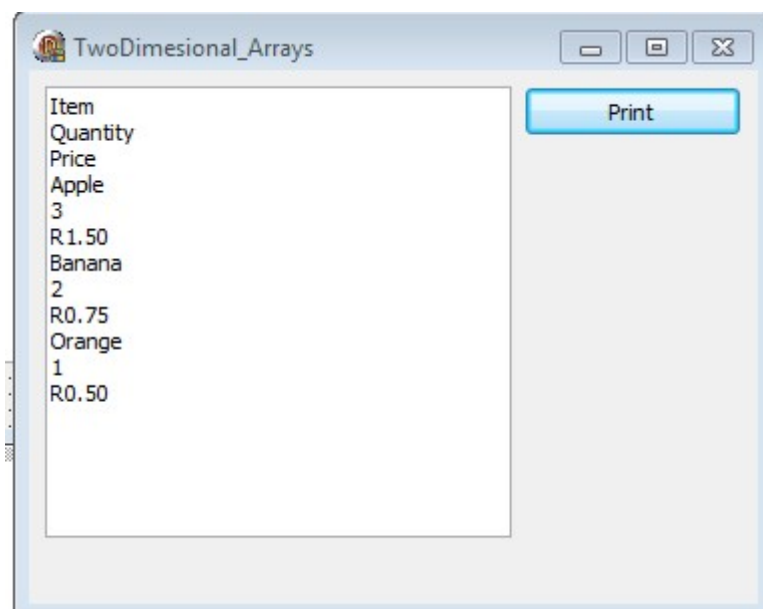 TwoDimesional_Arrays
Item
Quantity
Price
Apple
3
R1.50
Banana
2
R0.75
Orange
1
R0.50
Print